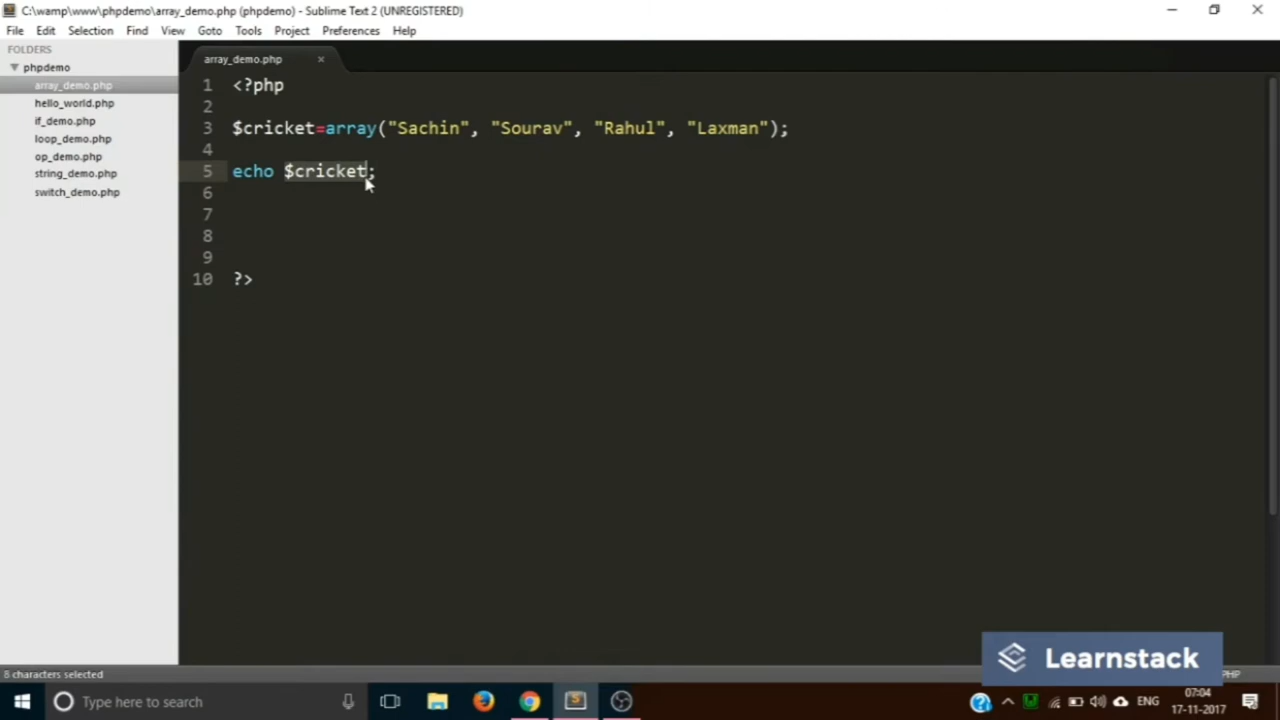 C:\wamp\www\phpdemo\array_demo.php (phpdemo) - Sublime Text 2 (UNREGISTERED)
File Edit Selection Find View Goto Tools Project Preferences Help
FOLDERS
phpdemo
array_demo.php
hello_world.php
if_demo.php
loop_demo.php
op_demo.php
string_demo.php
switch_demo.php
array_demo.php ×
1 <?php
2
3 $cricket=array("Sachin", "Sourav", "Rahul", "Laxman");
4
5 echo $cricket;
6
7
8
9
10 ?>
Learnstack
8 characters selected PHP
Type here to search
ENG
07:04
17-11-2017